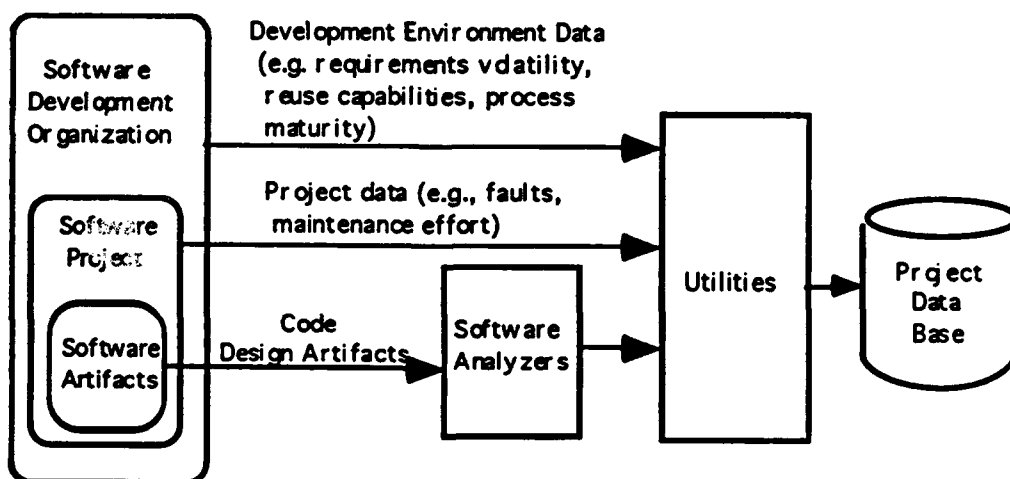 Software
Development
Organization
Development Environment Data
(e.g. requirements vdatility,
reuse capabilities, process
maturity)
Project data (e.g., faults,
maintenance effort)
Software
Project
Software
Artifacts
Code
Design Artifacts
Software
Analyzers
Utilities
Project
Data
Base